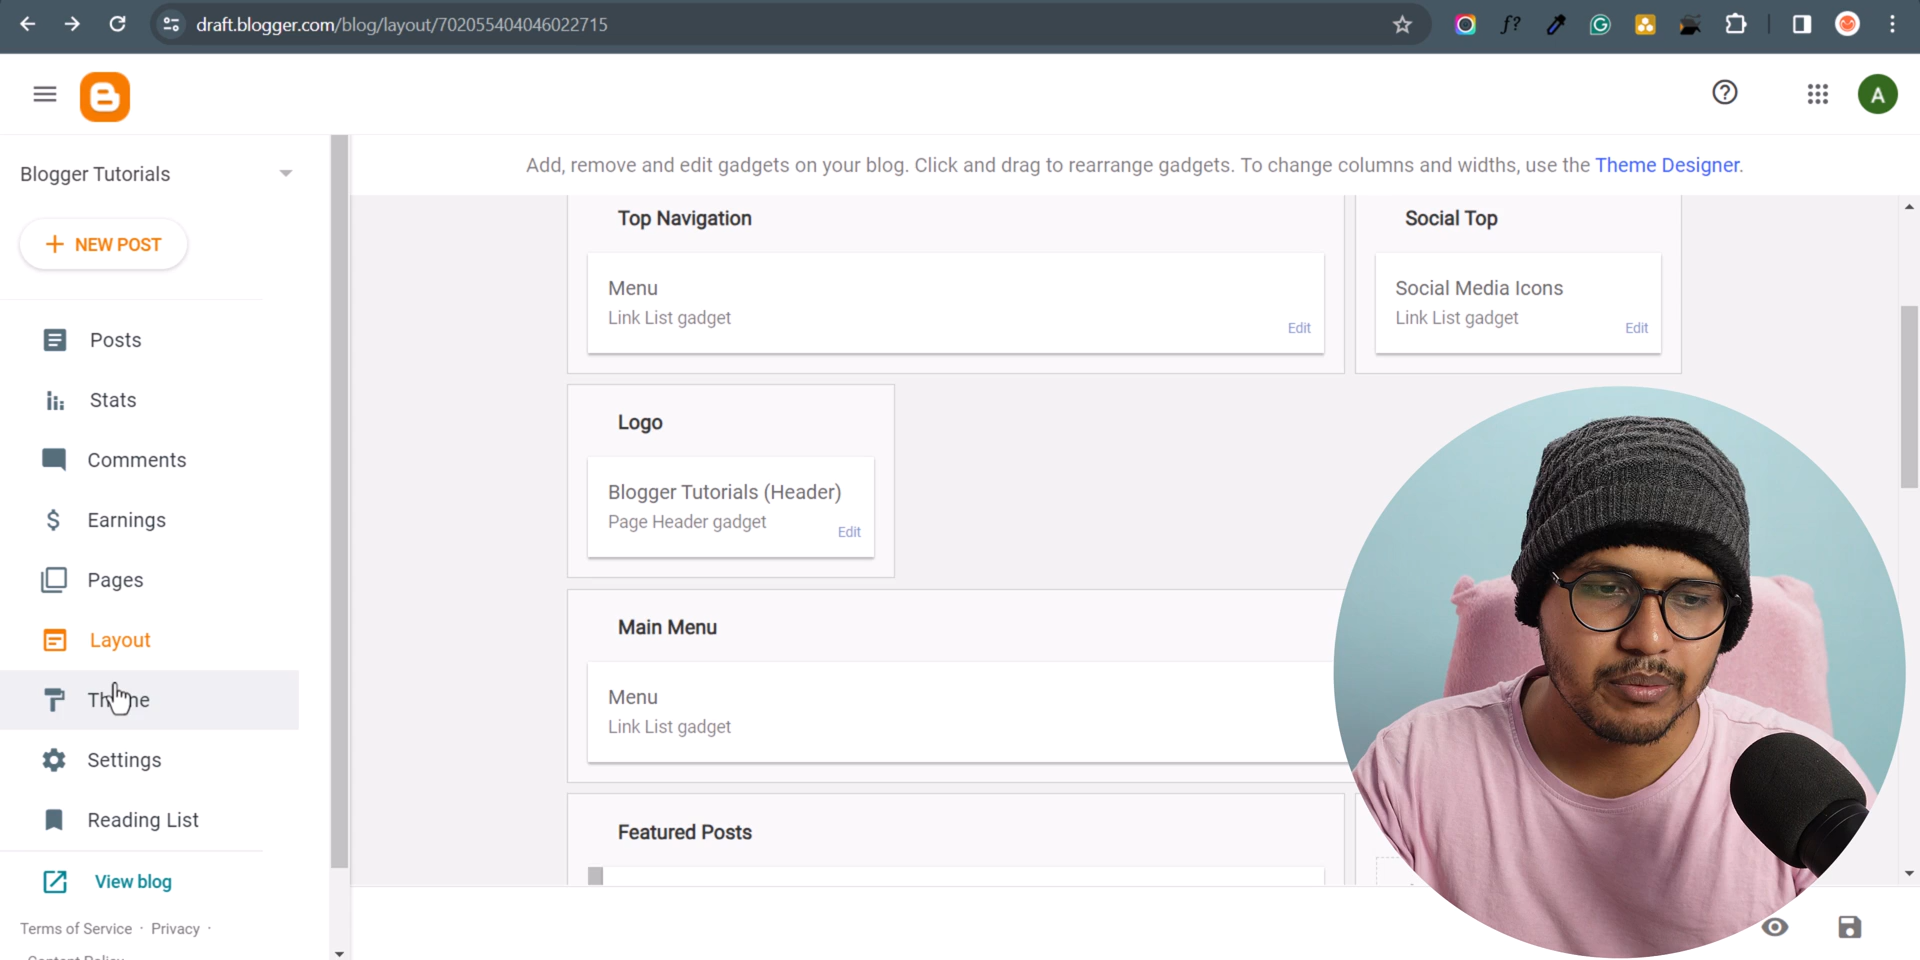 draft.blogger.com/blog/layout/702055404046022715
f?
A
Blogger Tutorials
NEW POST
Posts
Stats
Comments
Earnings
Pages
Layout
Settings
Reading List
View blog
Terms of Service · Privacy ·
Content Policy
Add, remove and edit gadgets on your blog. Click and drag to rearrange gadgets. To change columns and widths, use the Theme Designer.
Top Navigation
Menu
Link List gadget
Edit
Social Top
Social Media Icons
Link List gadget
Edit
Logo
Blogger Tutorials (Header)
Page Header gadget
Edit
Main Menu
Menu
Link List gadget
Featured Posts